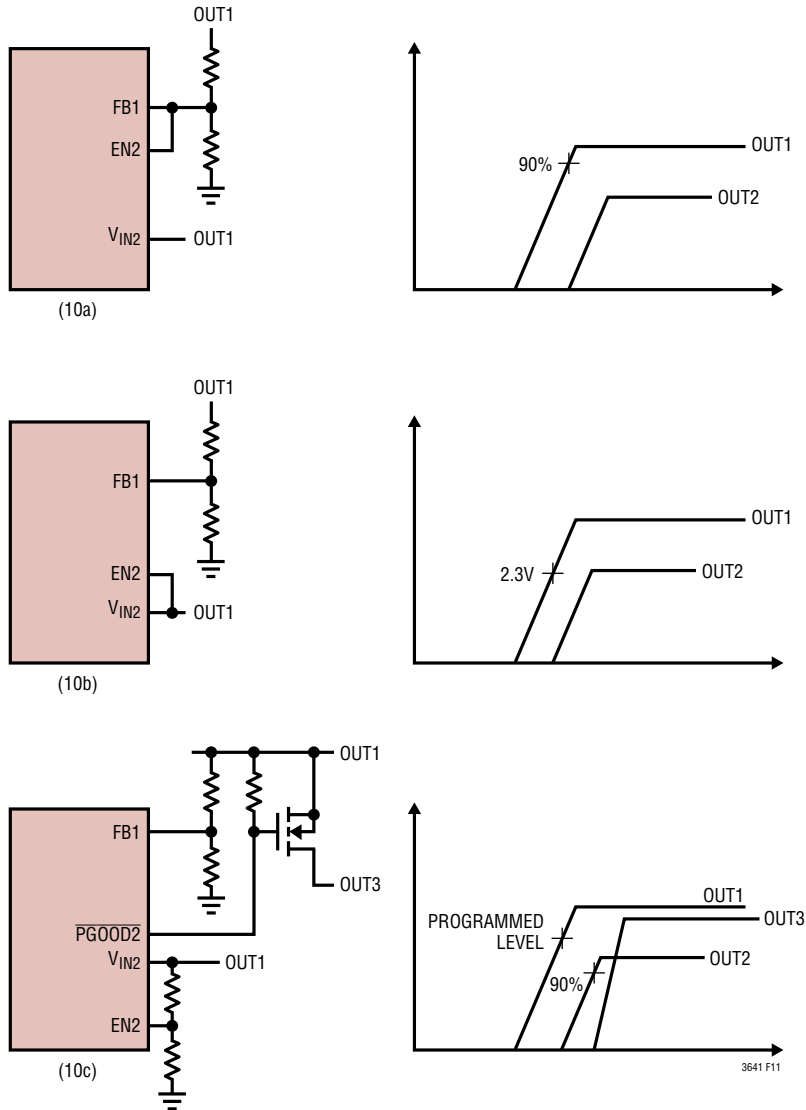 OUT1
FB1
EN2
VIN2
OUT1
(10a)
90%
OUT1
OUT2
OUT1
FB1
EN2
VIN2
OUT1
(10b)
2.3V
OUT1
OUT2
OUT1
FB1
OUT3
PGOOD2
VIN2
OUT1
EN2
(10c)
OUT1
PROGRAMMED
LEVEL
OUT3
OUT2
90%
3641 F11